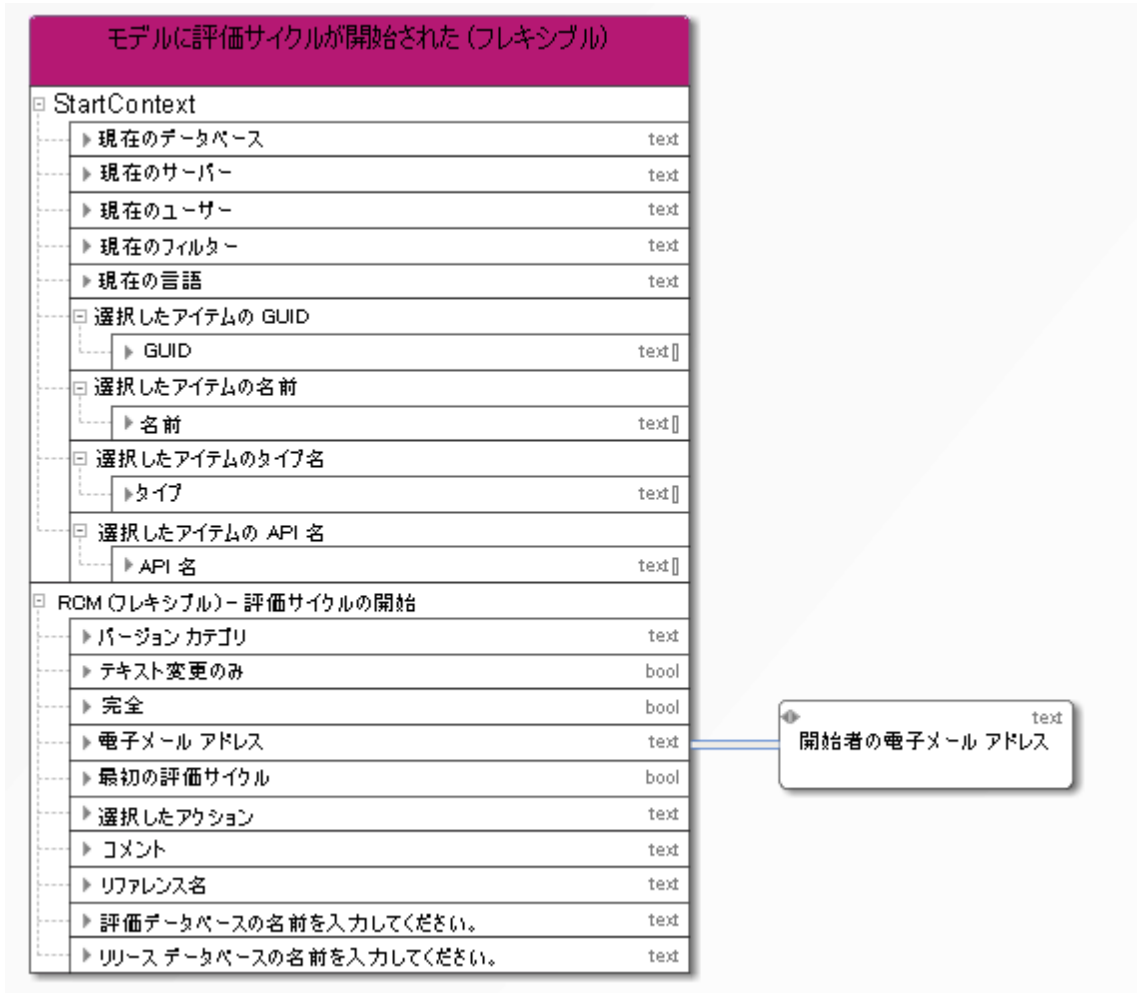 モデルに評価サイクルが開始された (フレキシブル)
StartContext
現在のデータベース text
現在のサーバー text
現在のユーザー text
現在のフィルター text
現在の言語 text
選択したアイテムの GUID
GUID text[]
選択したアイテムの名前
名前 text[]
選択したアイテムのタイプ名
タイプ text[]
選択したアイテムの API 名
API 名 text[]
RCM (フレキシブル) - 評価サイクルの開始
バージョン カテゴリ text
テキスト変更のみ bool
完全 bool
電子メール アドレス text
最初の評価サイクル bool
選択したアクション text
コメント text
リファレンス名 text
評価データベースの名前を入力してください。 text
リリース データベースの名前を入力してください。 text
text
開始者の電子メール アドレス